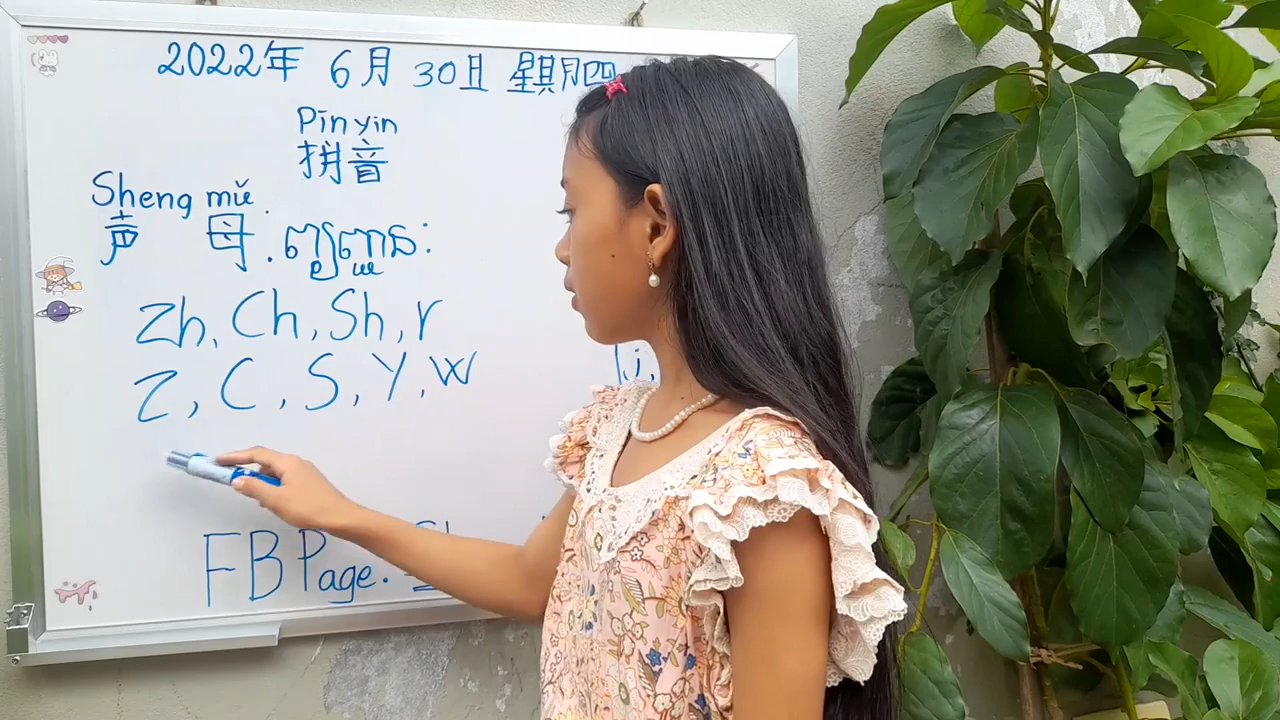 2022年 6月 30日 星期四
Pinyin
拼音
Sheng mǔ
声 母 . ព្យញ្ជនៈ
Zh, Ch, Sh, r
Z, C, S, Y, W
FB Page.